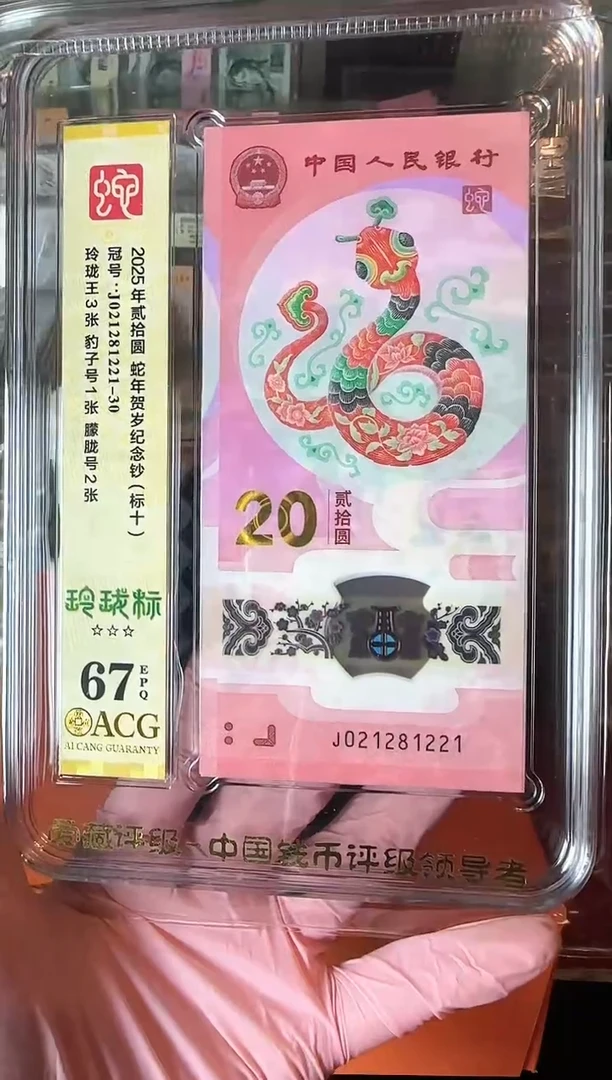 蛇
2025年贰拾圆 蛇年贺岁纪念钞(标十)
冠号:J021281221-30
玲珑王3张 豹子号1张 朦胧号2张
玲珑标
☆☆☆
67 EPQ
ACG
AI CANG GUARANTY
中国人民银行
蛇
20 贰拾圆
J021281221
爱藏评级-中国钱币评级领导者